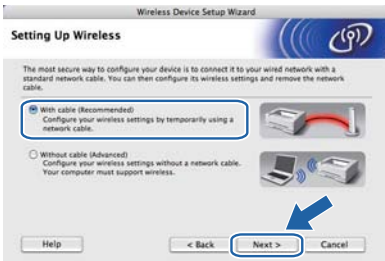 Wireless Device Setup Wizard
Setting Up Wireless
The most secure way to configure your device is to connect it to your wired network with a
standard network cable. You can then configure its wireless settings and remove the network
cable.
With cable (Recommended)
Configure your wireless settings by temporarily using a
network cable.
Without cable (Advanced)
Configure your wireless settings without a network cable.
Your computer must support wireless.
Help
< Back
Next >
Cancel